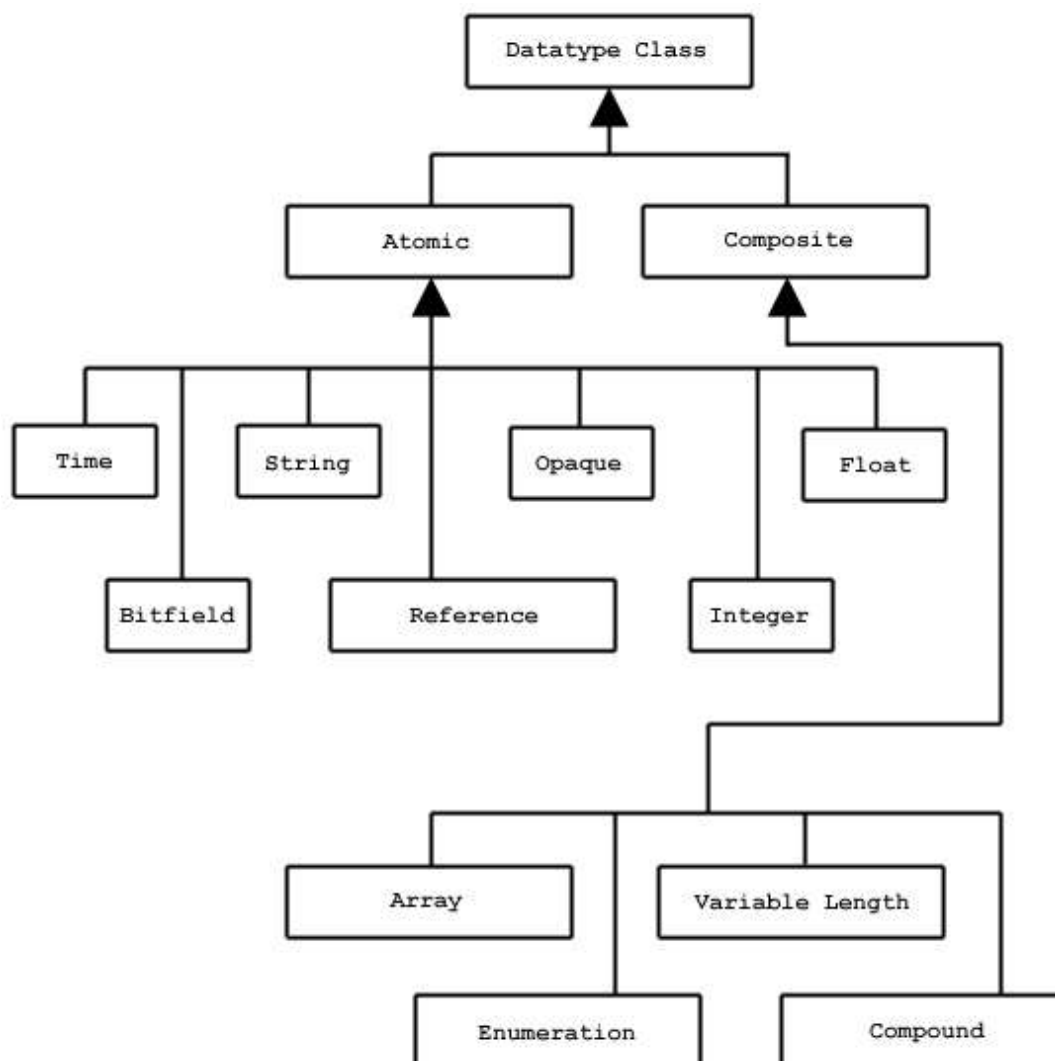 Datatype Class
Atomic
Composite
Time
String
Opaque
Float
Bitfield
Reference
Integer
Array
Variable Length
Enumeration
Compound